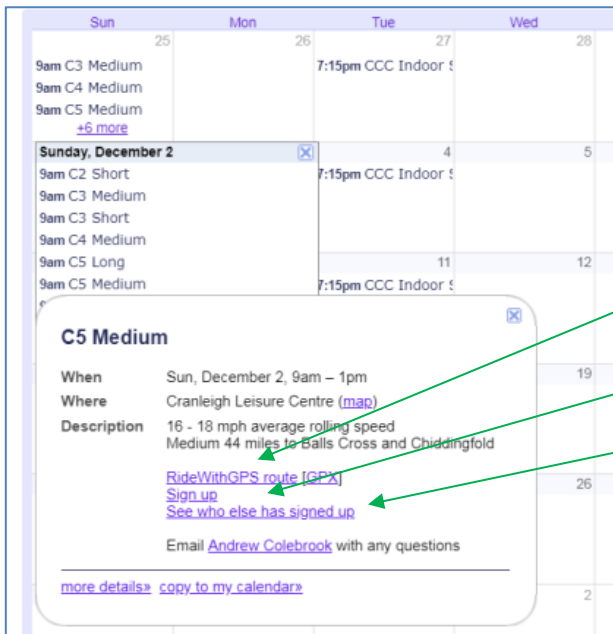 Sun Mon Tue Wed
25 26 27 28
9am C3 Medium 7:15pm CCC Indoor S
9am C4 Medium
9am C5 Medium
+6 more
Sunday, December 2 4 5
9am C2 Short 7:15pm CCC Indoor S
9am C3 Medium
9am C3 Short
9am C4 Medium
9am C5 Long 11 12
9am C5 Medium 7:15pm CCC Indoor S
C5 Medium
When Sun, December 2, 9am – 1pm 19
Where Cranleigh Leisure Centre (map)
Description 16 - 18 mph average rolling speed
Medium 44 miles to Balls Cross and Chiddingfold
RideWithGPS route [GPX] 26
Sign up
See who else has signed up
Email Andrew Colebrook with any questions
more details» copy to my calendar» 2